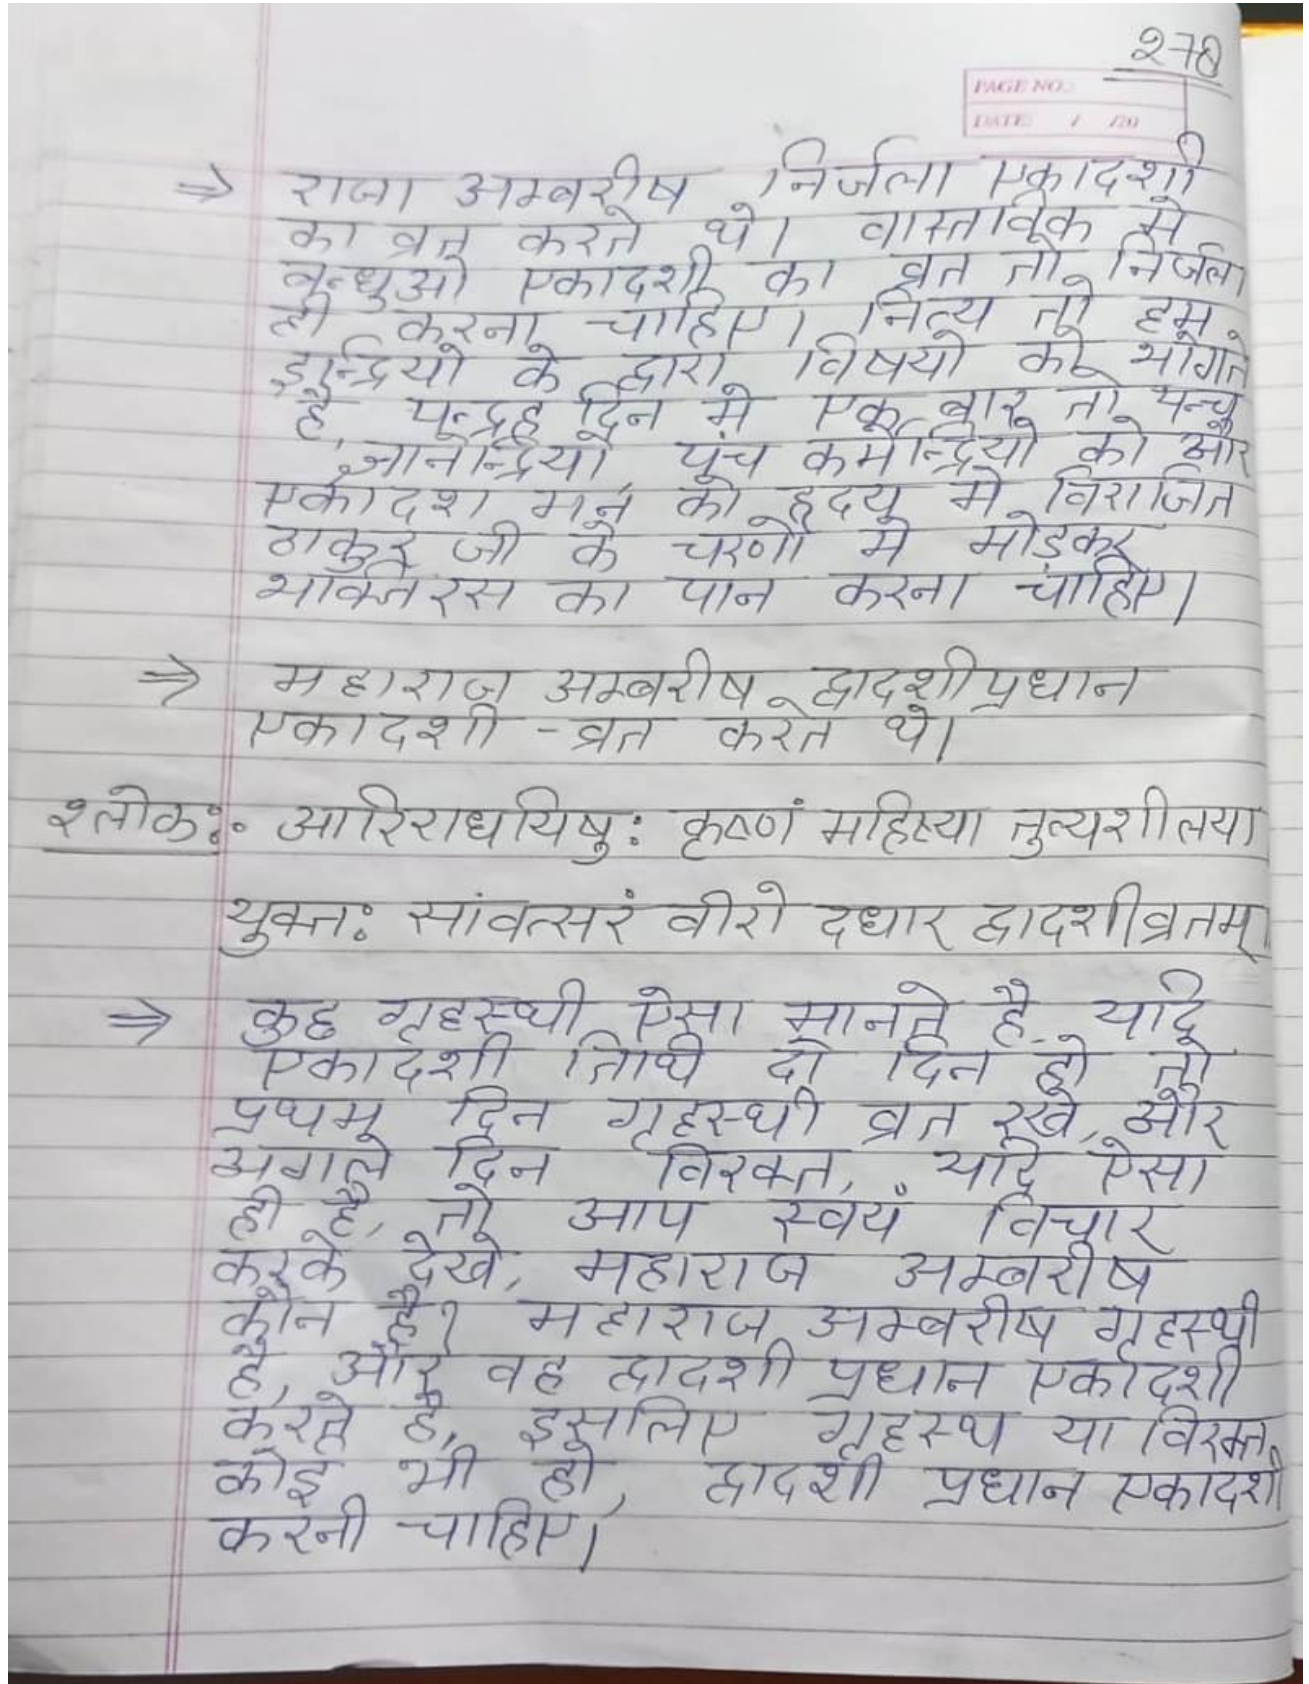 278
PAGE NO.:
DATE: / /20
⇒ राजा अम्बरीष निर्जला एकादशी
का व्रत करते थे। वास्तविक मे
बन्धुओ एकादशी का व्रत तो निर्जल
ही करना चाहिए। नित्य तो हम
इन्द्रियो के द्वारा विषयो को भोगते
है, पन्द्रह दिन मे एक बार तो पन्च
ज्ञानेन्द्रियो, पंच कर्मेन्द्रियो को और
एकादश मन को ह्रदय मे विराजित
ठाकुर जी के चरणो मे मोड़कर
भक्तिरस का पान करना चाहिए।
⇒ महाराज अम्बरीष द्वादशीप्रधान
एकादशी - व्रत करते थे।
श्लोकः- आरिराधयिषुः कृष्णं महिष्या तुल्यशीलया
युक्तः सांवत्सरं वीरो दधार द्वादशीव्रतम्।
⇒ कुछ गृहस्थी ऐसा मानते है यदि
एकादशी तिथि दो दिन हो तो
प्रथम दिन गृहस्थी व्रत रखे, और
अगले दिन विरक्त, यदि ऐसा
ही है, तो आप स्वयं विचार
करके देखे, महाराज अम्बरीष
कौन है? महाराज अम्बरीष गृहस्थी
है, और वह द्वादशी प्रधान एकादशी
करते है, इसलिए गृहस्थ या विरक्त
कोइ भी हो, द्वादशी प्रधान एकादशी
करनी चाहिए।